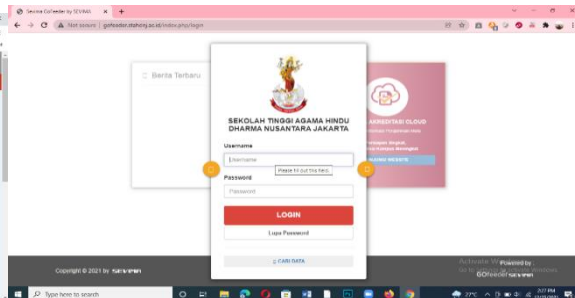 Sevima GoFeeder by SEVIMA
Not secure | gofeeder.stahdnj.ac.id/index.php/login
Berita Terbaru
SEKOLAH TINGGI AGAMA HINDU
DHARMA NUSANTARA JAKARTA
Username
Username
Please fill out this field.
Password
Password
LOGIN
Lupa Password
CARI DATA
AKREDITASI CLOUD
Copyright © 2021 by SEVIMA
Activate Windows
Powered by :
GOfeeder SEVIMA
Type here to search
27°C